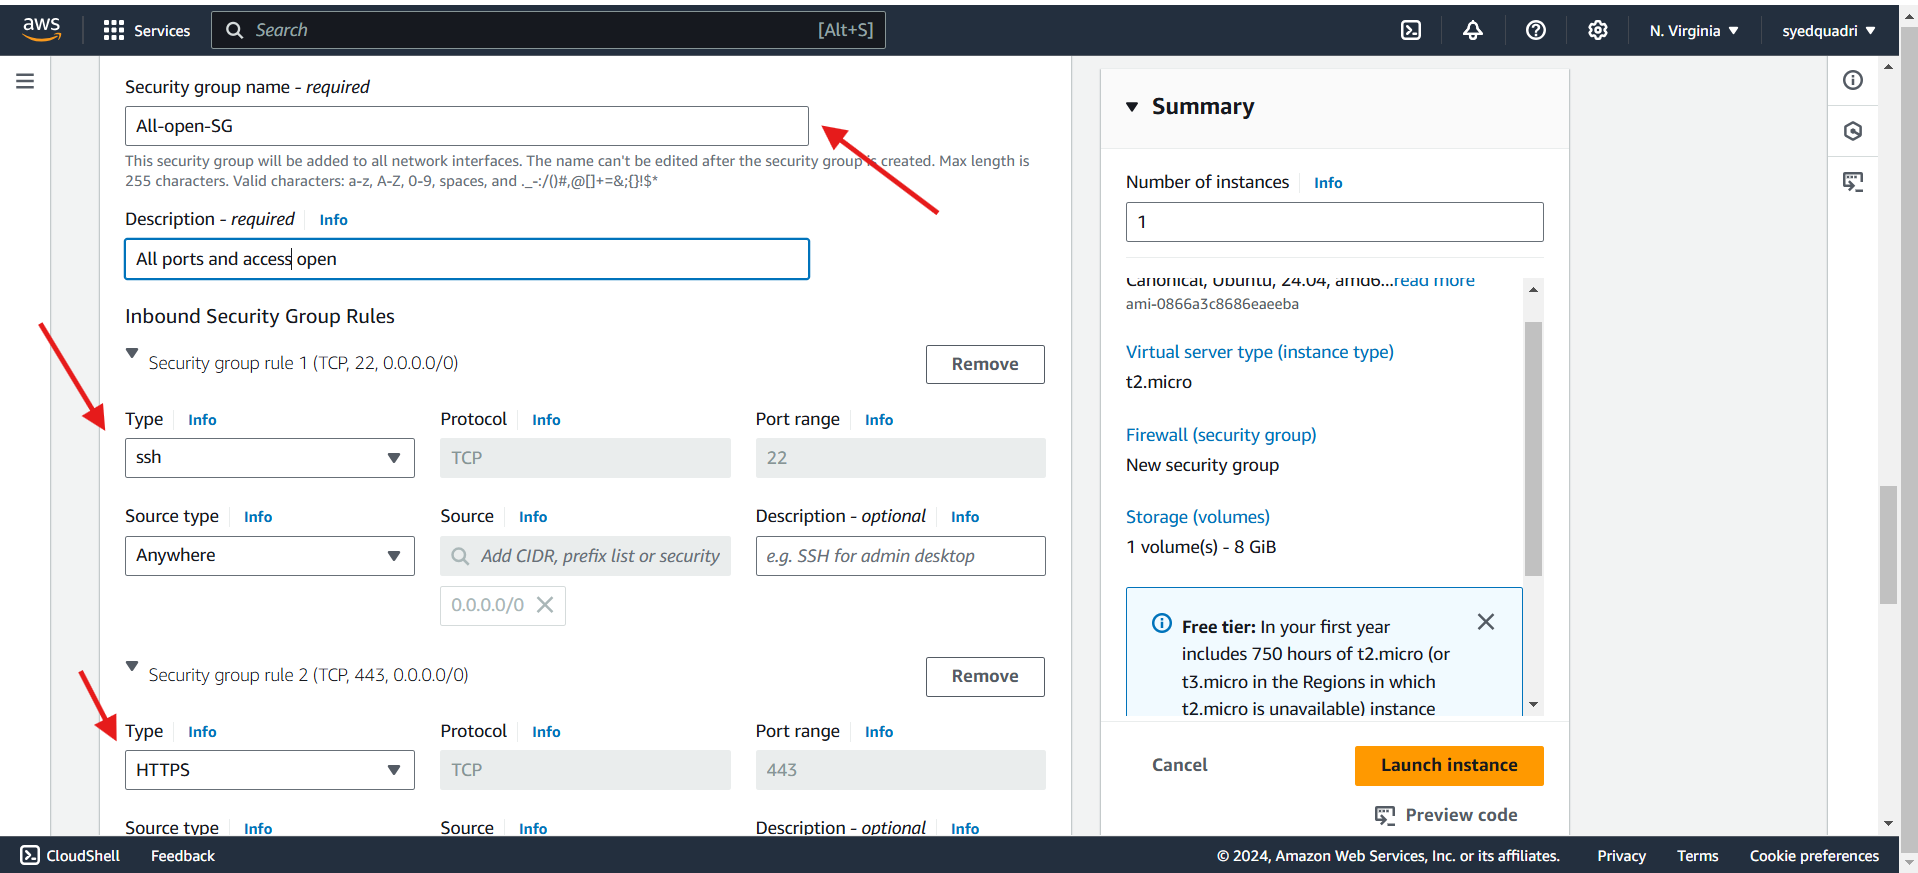 aws
Services
Search
[Alt+S]
N. Virginia
syedquadri
Security group name - required
All-open-SG
This security group will be added to all network interfaces. The name can't be edited after the security group is created. Max length is
255 characters. Valid characters: a-z, A-Z, 0-9, spaces, and ._-:/()#,@[]+=&;{}!$*
Description - required
Info
All ports and access open
Inbound Security Group Rules
Security group rule 1 (TCP, 22, 0.0.0.0/0)
Remove
Type
Info
Protocol
Info
Port range
Info
ssh
TCP
22
Source type
Info
Source
Info
Description - optional
Info
Anywhere
Add CIDR, prefix list or security
e.g. SSH for admin desktop
0.0.0.0/0
Security group rule 2 (TCP, 443, 0.0.0.0/0)
Remove
Type
Info
Protocol
Info
Port range
Info
HTTPS
TCP
443
Source type
Info
Source
Info
Description - optional
Info
Summary
Number of instances
Info
1
Canonical, Ubuntu, 24.04, amd6...read more
ami-0866a3c8686eaeeba
Virtual server type (instance type)
t2.micro
Firewall (security group)
New security group
Storage (volumes)
1 volume(s) - 8 GiB
Free tier: In your first year
includes 750 hours of t2.micro (or
t3.micro in the Regions in which
t2.micro is unavailable) instance
Cancel
Launch instance
Preview code
CloudShell
Feedback
© 2024, Amazon Web Services, Inc. or its affiliates.
Privacy
Terms
Cookie preferences